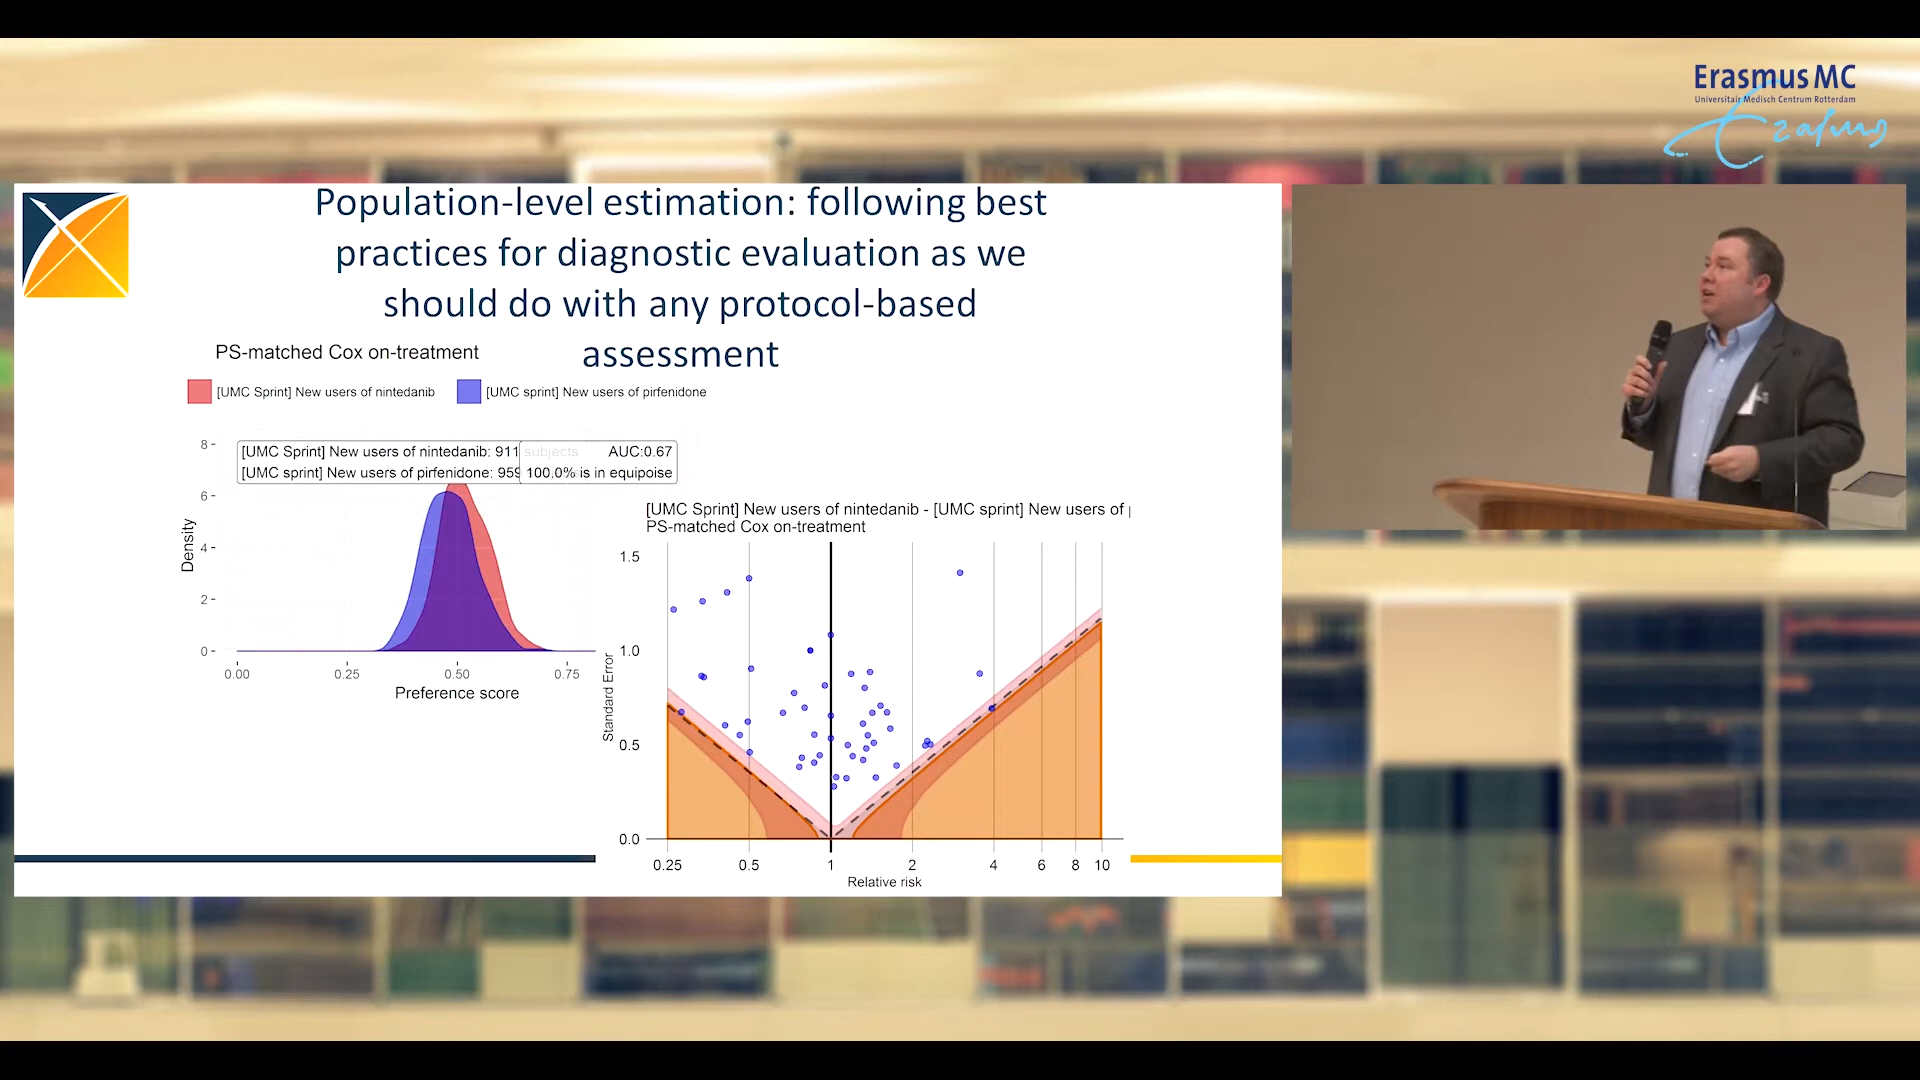 Erasmus MC
Universitair Medisch Centrum Rotterdam
Erasmus
Population-level estimation: following best
practices for diagnostic evaluation as we
should do with any protocol-based
assessment
PS-matched Cox on-treatment
[UMC Sprint] New users of nintedanib
[UMC sprint] New users of pirfenidone
[UMC Sprint] New users of nintedanib: 911 subjects
AUC:0.67
[UMC sprint] New users of pirfenidone: 959
100.0% is in equipoise
8
6
4
2
0
Density
0.00 0.25 0.50 0.75
Preference score
[UMC Sprint] New users of nintedanib - [UMC sprint] New users of
PS-matched Cox on-treatment
1.5
1.0
0.5
0.0
Standard Error
0.25 0.5 1 2 4 6 8 10
Relative risk